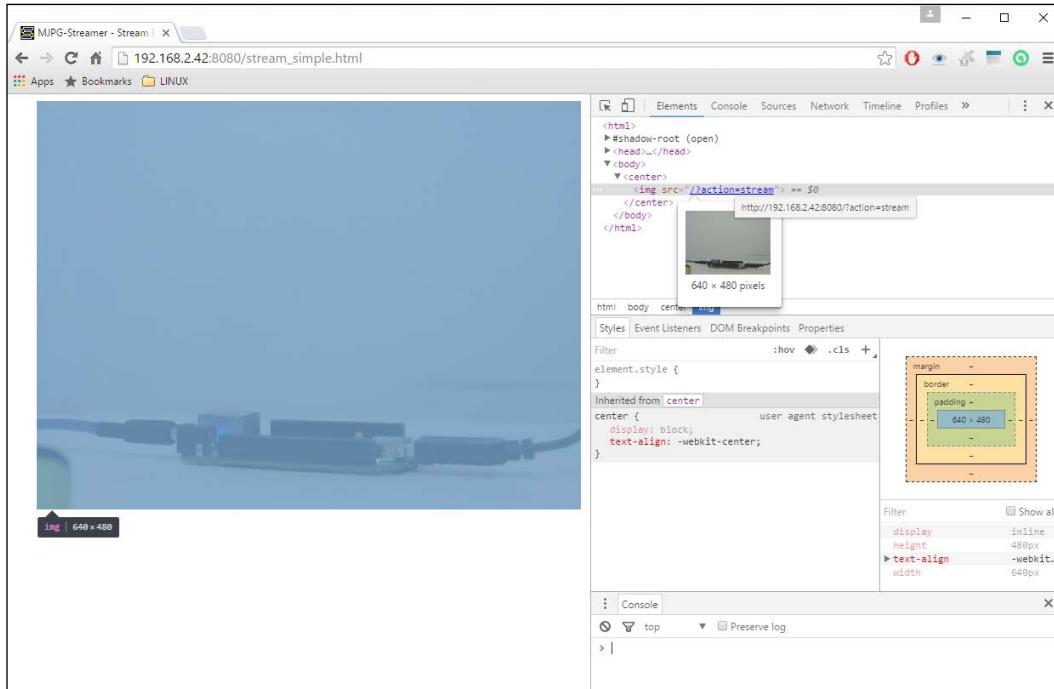 MJPG-Streamer - Stream
192.168.2.42:8080/stream_simple.html
Apps Bookmarks LINUX
Elements Console Sources Network Timeline Profiles »
<html>
▶#shadow-root (open)
▶<head>…</head>
▼<body>
▼<center>
<img src="/?action=stream"> == $0
</center>
http://192.168.2.42:8080/?action=stream
</body>
</html>
640 × 480 pixels
html body center img
Styles Event Listeners DOM Breakpoints Properties
Filter :hov .cls +
element.style {
}
Inherited from center
center { user agent stylesheet
display: block;
text-align: -webkit-center;
}
margin -
border -
padding -
- - - 640 × 480 - - -
-
-
-
Filter Show al
display inline
height 480px
▶text-align -webkit…
width 640px
img | 640×480
Console
top ▼ Preserve log
>